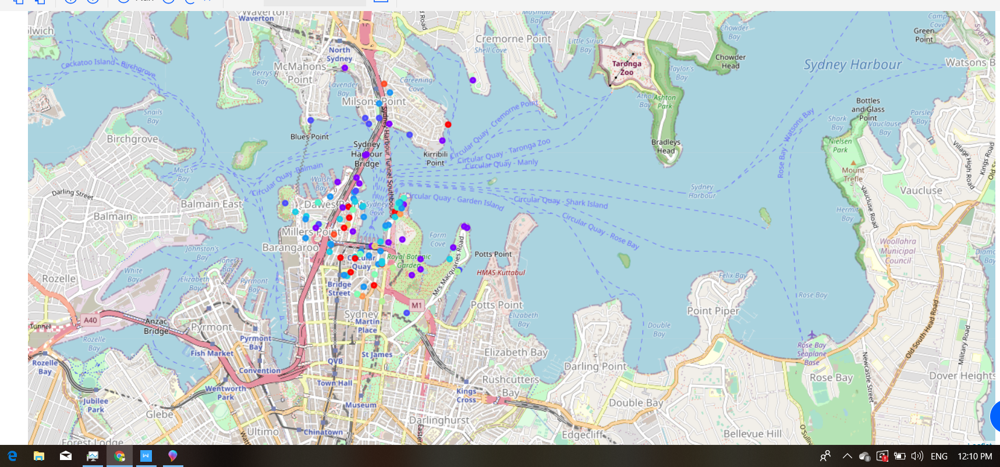 Waverton
Waverton
olwich
Mosman
Bay
Road
Cremorne Point
Shell Cove
Little Sirius
Bay
Chowder
Bay
Camp
Cove
Green
Point
Sydney
North
Sydney
Cockatoo Island - Birchgrove
McMahons
Point
Berrys
Bay
Lavender
Bay
Careening
Cove
Taronga
Zoo
Chowder
Head
Taylor's
Bay
Sydney Harbour
Watsons B
Milsons Point
Athol
Bay
Ashton
Park
Bottles
and Glass
Point
Snails
Bay
Shark
Bay
Vaucluse
Bay
Parsley
Bay
Birchgrove
Blues Point
Sydney
Harbour
Bridge
Sydney Harbour Tunnel Southbound
Kirribilli
Point
Circular Quay - Cremorne Point
Circular Quay - Taronga Zoo
Circular Quay - Manly
Bradleys
Head
Rose Bay - Watsons Bay
Nielsen
Park
Village High Road
Kings Road
Old S
Mort's
Bay
Circular Quay - Balmain
Walsh
Bay
Mount
Trefle
Darling Street
Balmain East
Sydney
Cove
Circular Quay - Garden Island
Circular Quay - Shark Island
Sydney
Harbour
Vaucluse
Vaucluse Road
Balmain
Hermit
Bay
Circular Quay - Rose Bay
Millers Point
Barangaroo
Farm
Cove
Mrs Macquaries Road
Potts Point
HMAS Kuttabul
Royal Botanic
Garden
Circular
Quay
Woollahra
Municipal
Council
Diamo
Ba
Johnston's
Bay
Jones
Bay
White
Bay
Elizabeth
Bay
Pyrmont
Bay
Rozelle
Bridge
Street
Felix Bay
Rose Bay
M1
Potts Point
Elizabeth
Bay
Point Piper
A40
Anzac
Bridge
Pyrmont
Sydney
Martin
Place
Double
Bay
Tunnel
Rozelle
Bay
Fish Market
Pyrmont
Bay
St James
Elizabeth Bay
Rose Bay
Seaplane
Base
Old South Head Road
Military Road
Rozelle
Bay
Convention
QVB
Darling Point
Newcastle Street
Wentworth
Park
Town Hall
Rushcutters
Bay
Rose Bay
Dover Heights
Jubilee
Park
Kings
Cross
Museum
Double Bay
Glebe
Darlinghurst
Ultimo
Chinatown
Eastern
Edgecliff
Bellevue Hill
O'Sulliv
Forest Lodge
Leaflet
ENG
12:10 PM